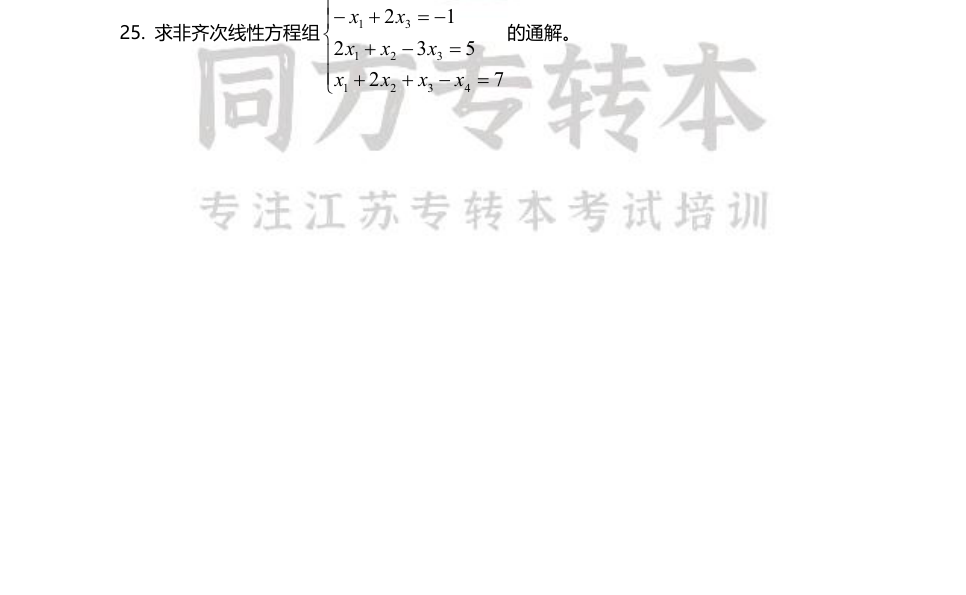 25. 求非齐次线性方程组 的通解。
− x₁ + 2x₃ = −1
2x₁ + x₂ − 3x₃ = 5
x₁ + 2x₂ + x₃ − x₄ = 7
同方专转本
专注江苏专转本考试培训